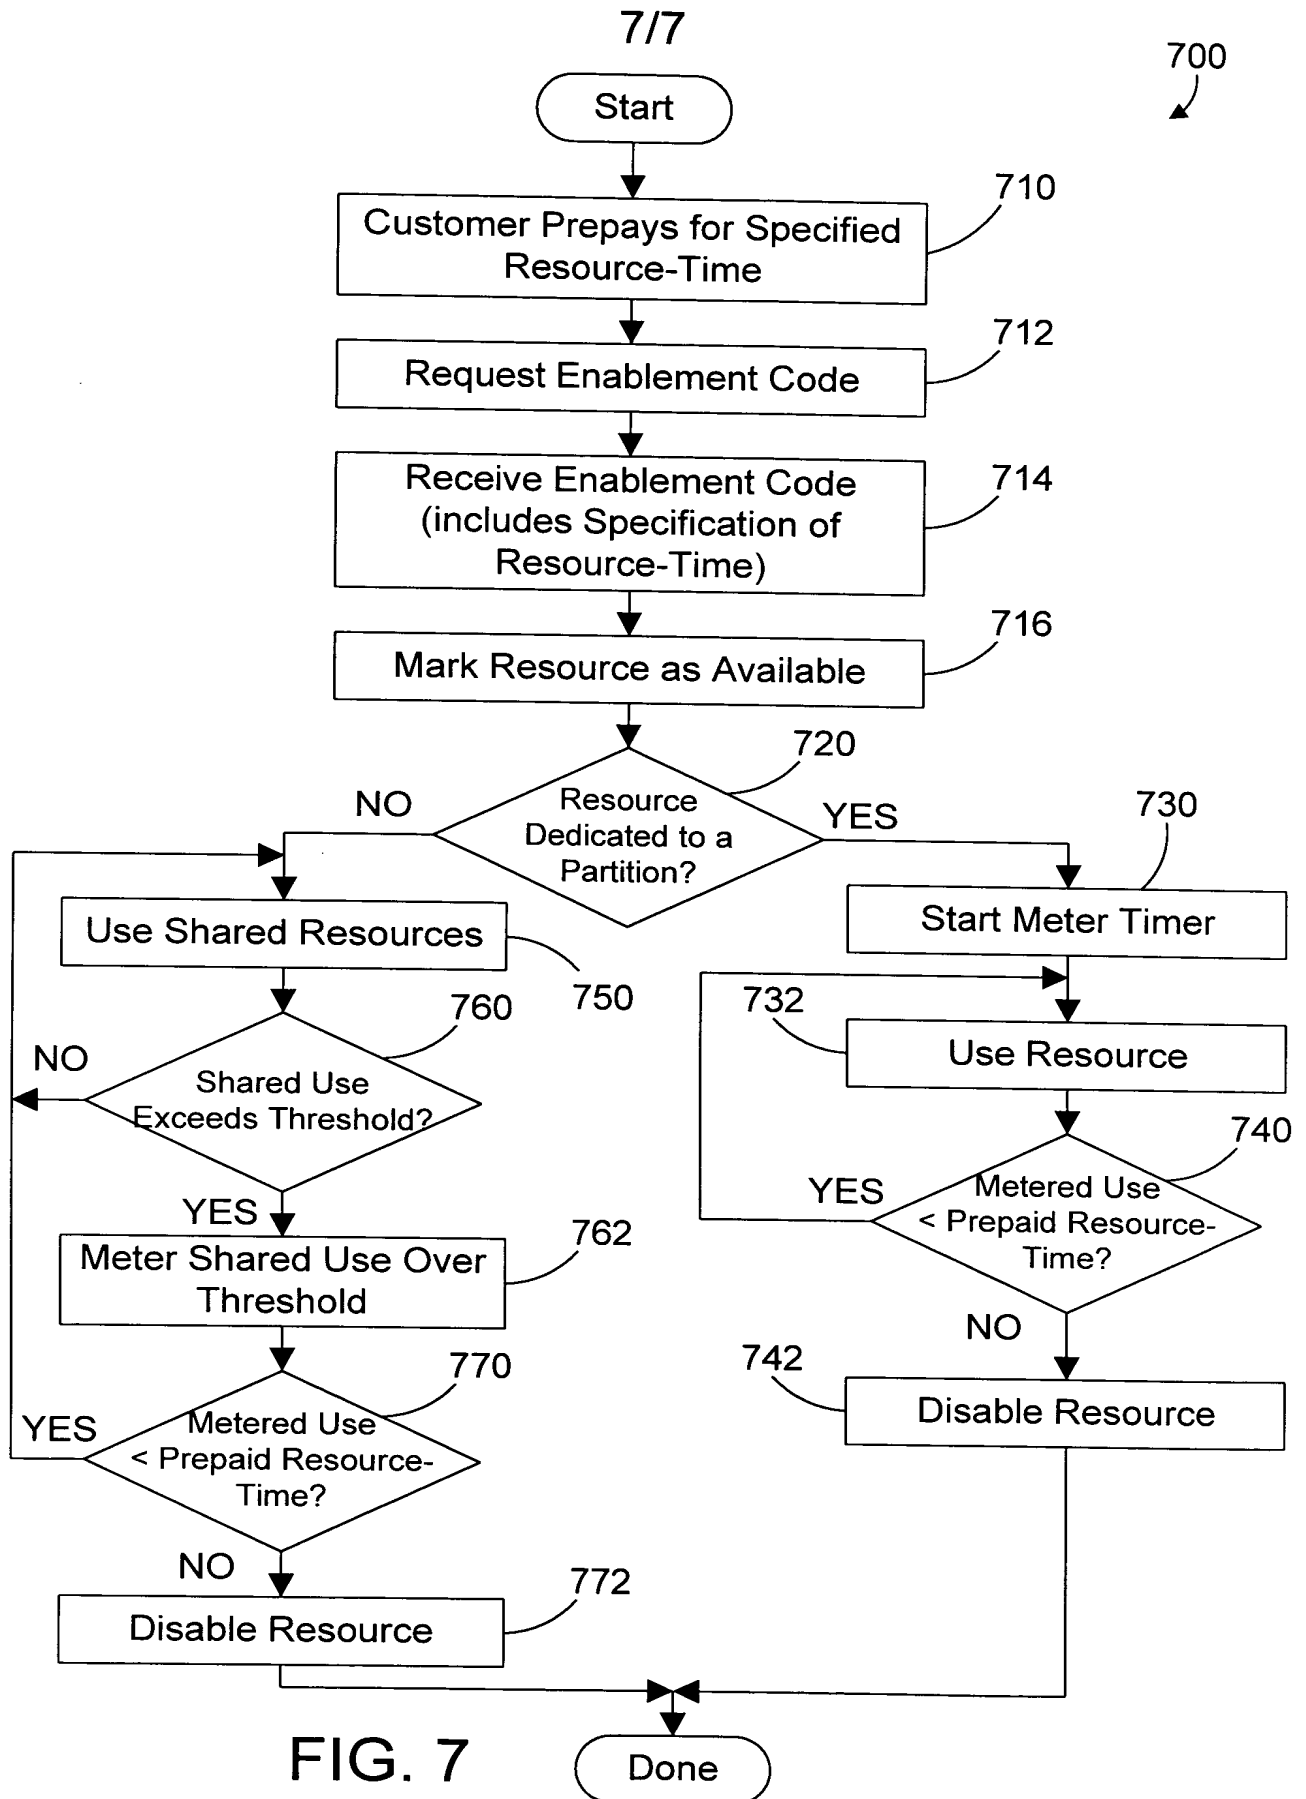 7/7
700
Start
710
Customer Prepays for Specified
Resource-Time
712
Request Enablement Code
714
Receive Enablement Code
(includes Specification of
Resource-Time)
716
Mark Resource as Available
720
Resource
Dedicated to a
Partition?
NO
YES
730
Start Meter Timer
Use Shared Resources
750
732
Use Resource
760
NO
Shared Use
Exceeds Threshold?
740
YES
Metered Use
< Prepaid Resource-
Time?
YES
762
Meter Shared Use Over
Threshold
NO
742
Disable Resource
770
YES
Metered Use
< Prepaid Resource-
Time?
NO
772
Disable Resource
FIG. 7
Done